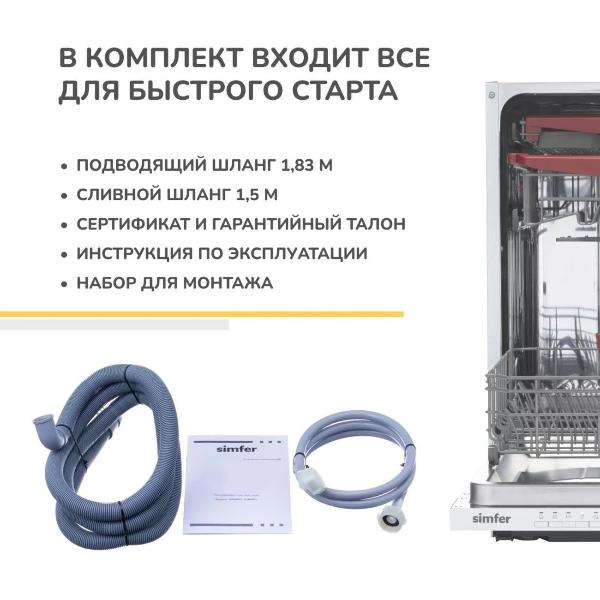 В КОМПЛЕКТ ВХОДИТ ВСЕ
ДЛЯ БЫСТРОГО СТАРТА
• ПОДВОДЯЩИЙ ШЛАНГ 1,83 М
• СЛИВНОЙ ШЛАНГ 1,5 М
• СЕРТИФИКАТ И ГАРАНТИЙНЫЙ ТАЛОН
• ИНСТРУКЦИЯ ПО ЭКСПЛУАТАЦИИ
• НАБОР ДЛЯ МОНТАЖА
simfer
simfer